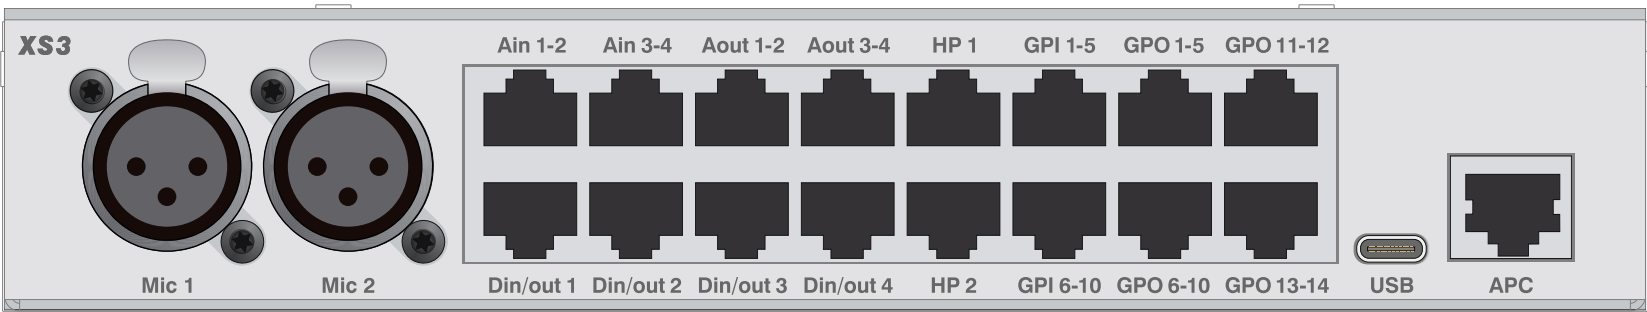 XS3
Ain 1-2 Ain 3-4 Aout 1-2 Aout 3-4 HP 1 GPI 1-5 GPO 1-5 GPO 11-12
Mic 1 Mic 2 Din/out 1 Din/out 2 Din/out 3 Din/out 4 HP 2 GPI 6-10 GPO 6-10 GPO 13-14 USB APC